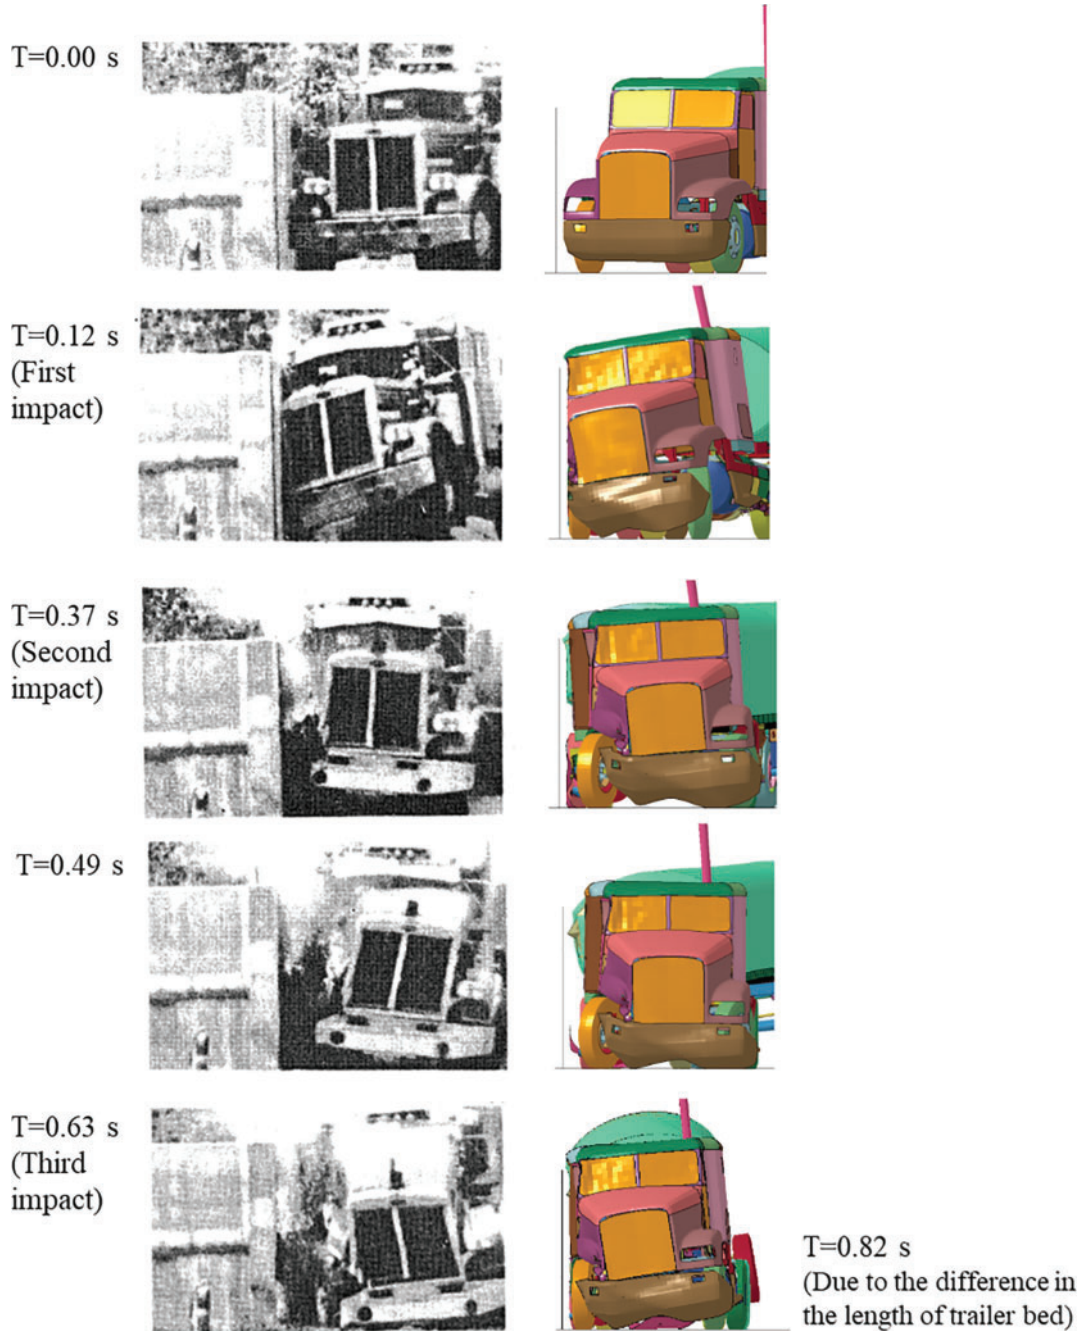 T=0.00 s
T=0.12 s
(First
impact)
T=0.37 s
(Second
impact)
T=0.49 s
T=0.63 s
(Third
impact)
T=0.82 s
(Due to the difference in
the length of trailer bed)